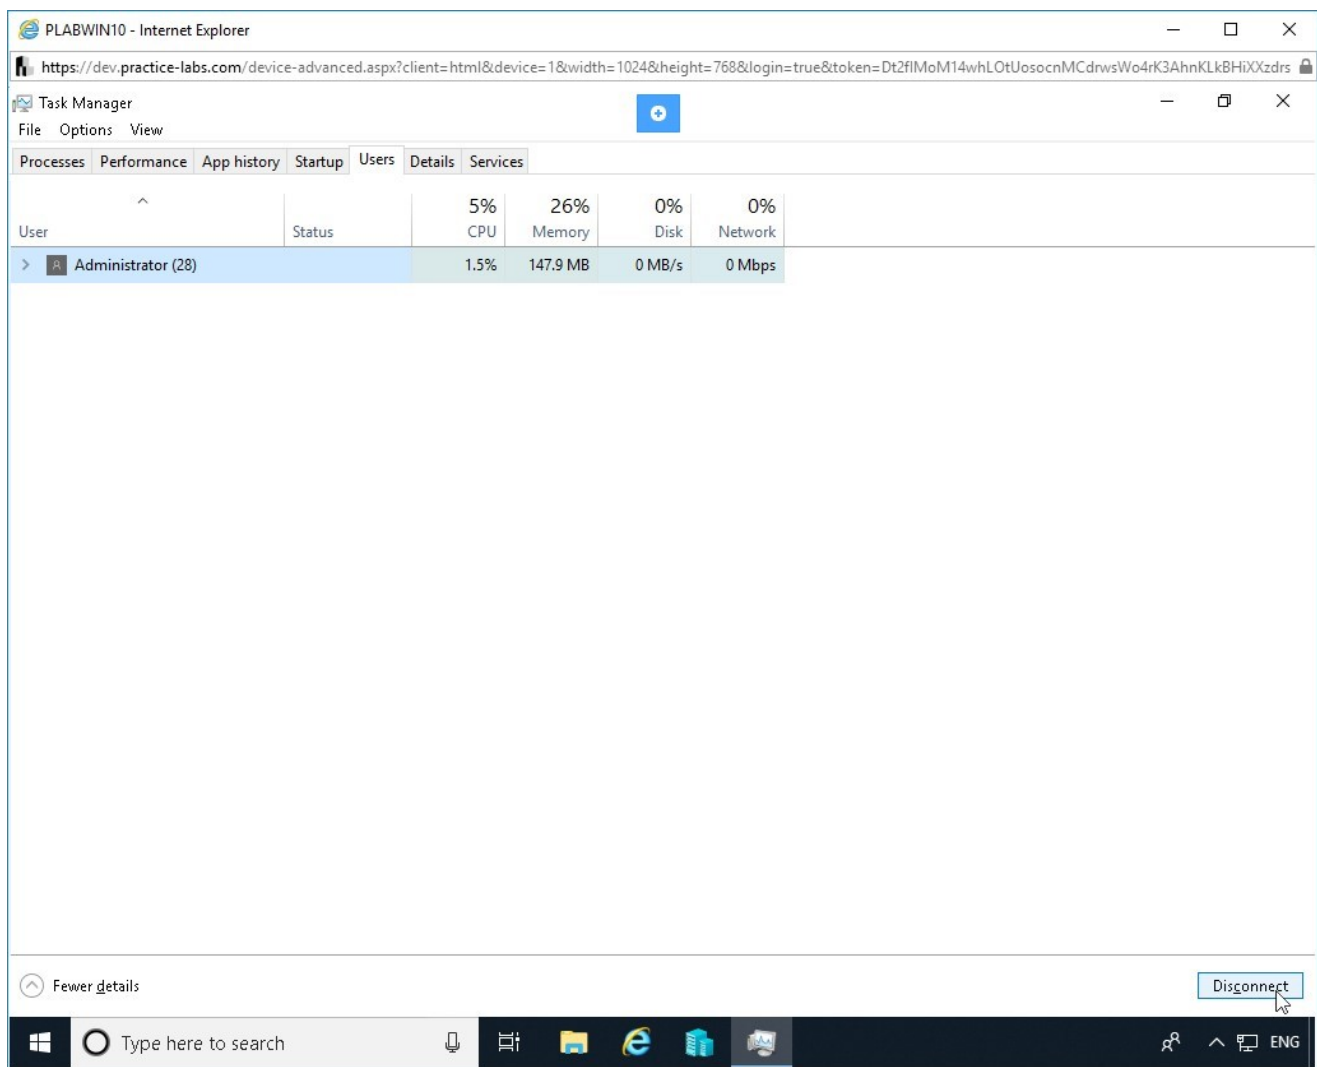 PLABWIN10 - Internet Explorer
https://dev.practice-labs.com/device-advanced.aspx?client=html&device=1&width=1024&height=768&login=true&token=Dt2flMoM14whLOtUosocnMCdrwsWo4rK3AhnKLkBHiXXzdrs
Task Manager
File Options View
Processes Performance App history Startup Users Details Services
5% 26% 0% 0%
User Status CPU Memory Disk Network
Administrator (28) 1.5% 147.9 MB 0 MB/s 0 Mbps
Fewer details Disconnect
Type here to search ENG